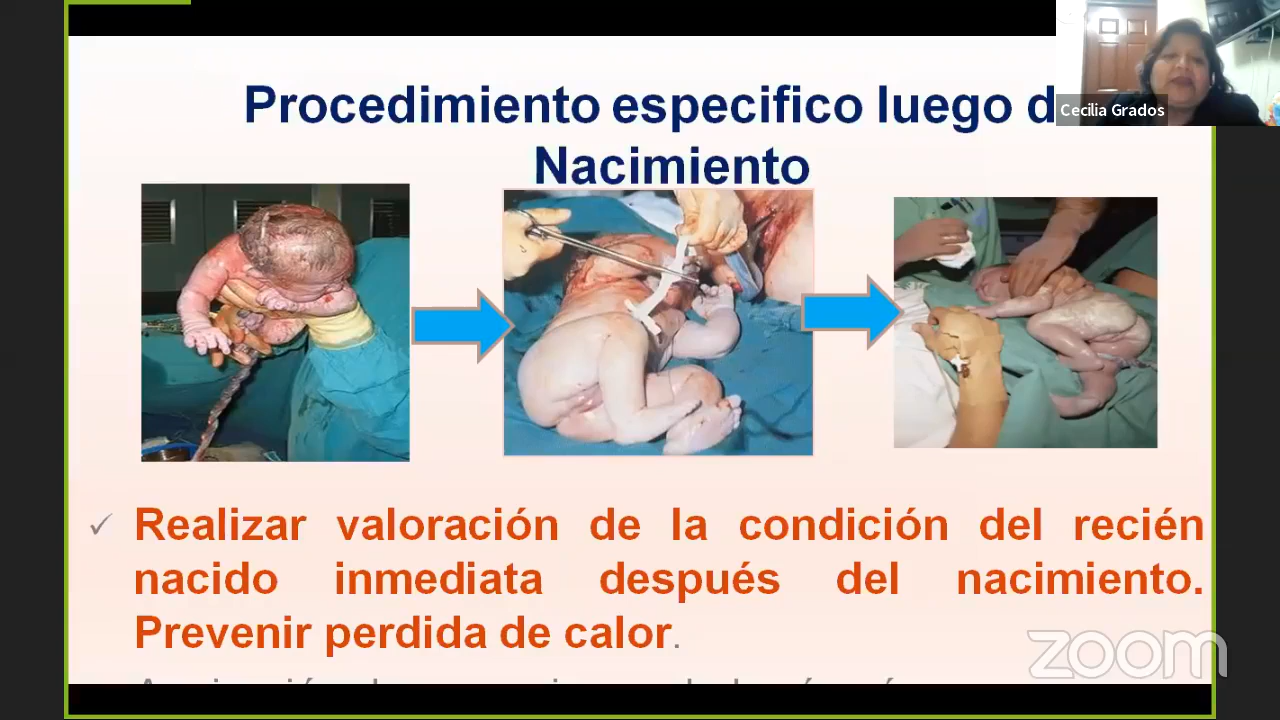 Procedimiento especifico luego d
Nacimiento
Cecilia Grados
✓ Realizar valoración de la condición del recién
nacido inmediata después del nacimiento.
Prevenir perdida de calor.
zoom